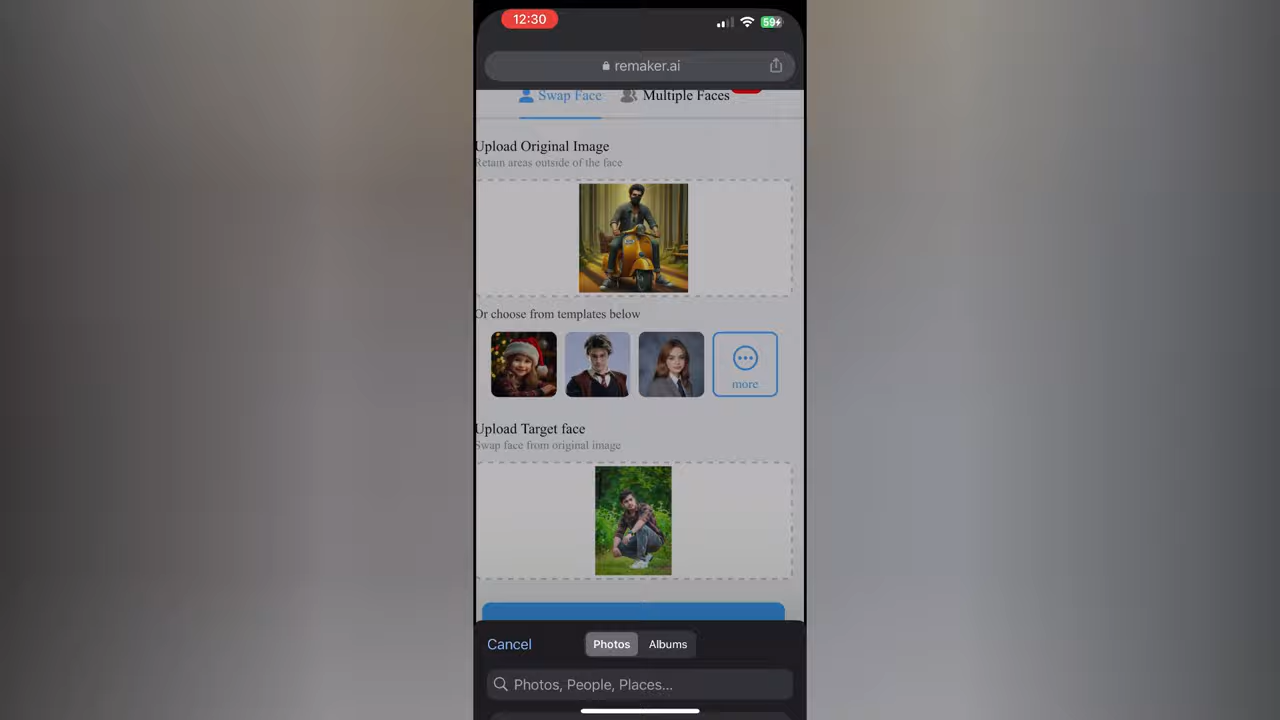 12:30
59
remaker.ai
Swap Face
Multiple Faces
Upload Original Image
Retain areas outside of the face
Or choose from templates below
more
Upload Target face
Swap face from original image
Cancel
Photos
Albums
Photos, People, Places...